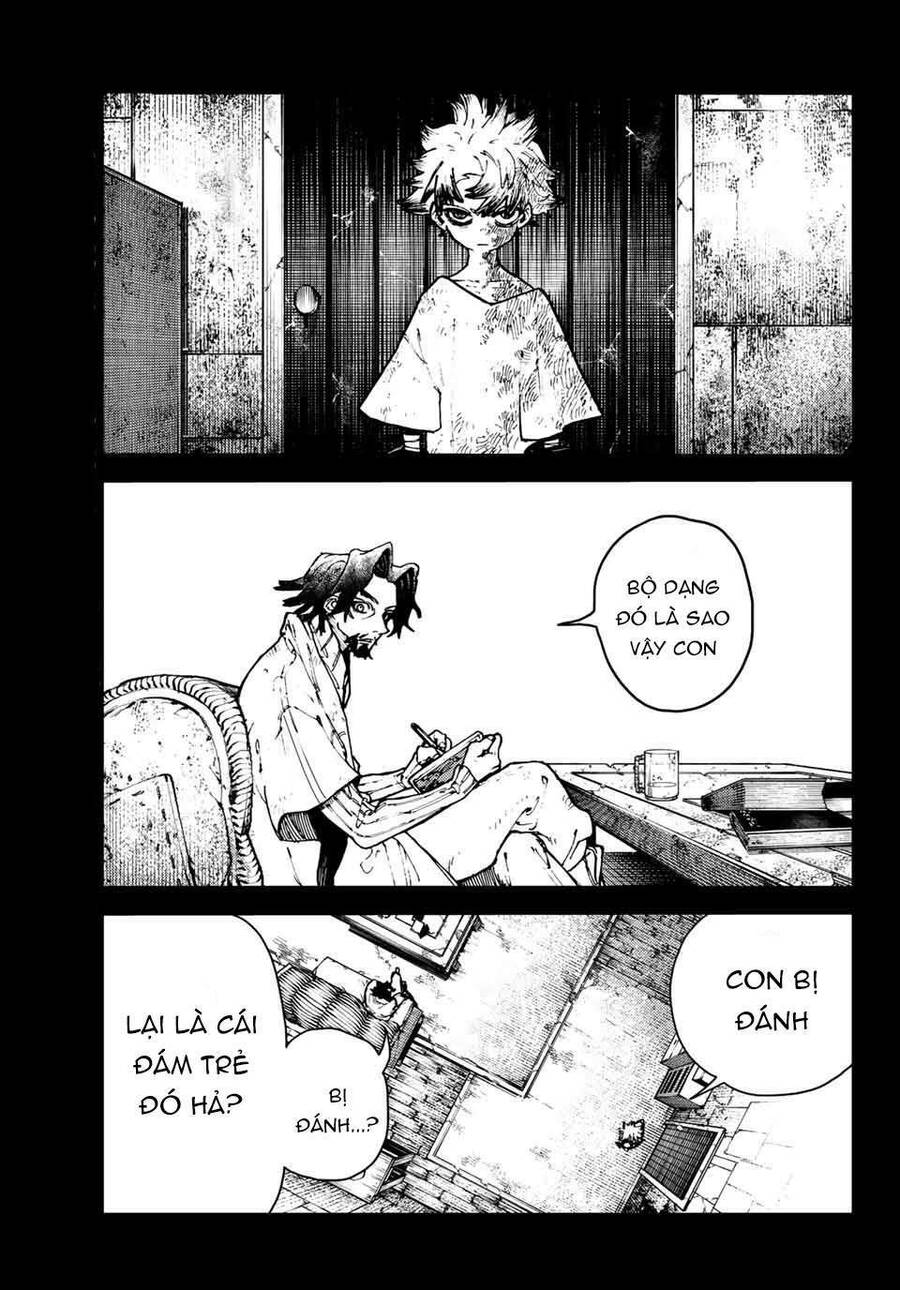 BỘ DẠNG
ĐÓ LÀ SAO
VẬY CON
CON BỊ
ĐÁNH
BỊ
ĐÁNH...?
LẠI LÀ CÁI
ĐÁM TRẺ
ĐÓ HẢ?